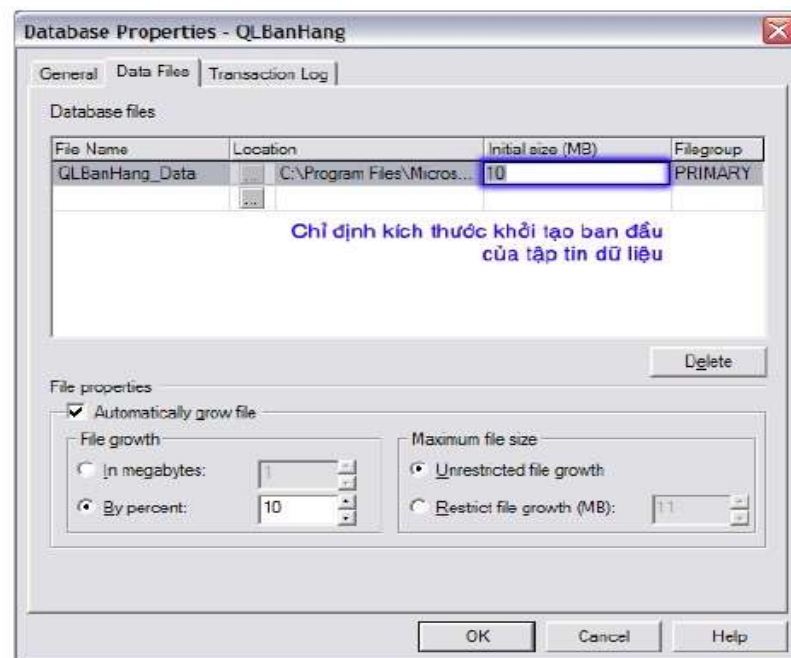 Database Properties - QLBanHang
General Data Files Transaction Log
Database files
File Name Location Initial size (MB) Filegroup
QLBanHang_Data ... C:\Program Files\Micros... 10 PRIMARY
...
Chỉ định kích thước khởi tạo ban đầu
của tập tin dữ liệu
Delete
File properties
Automatically grow file
File growth Maximum file size
In megabytes: 1 Unrestricted file growth
By percent: 10 Restrict file growth (MB): 11
OK Cancel Help